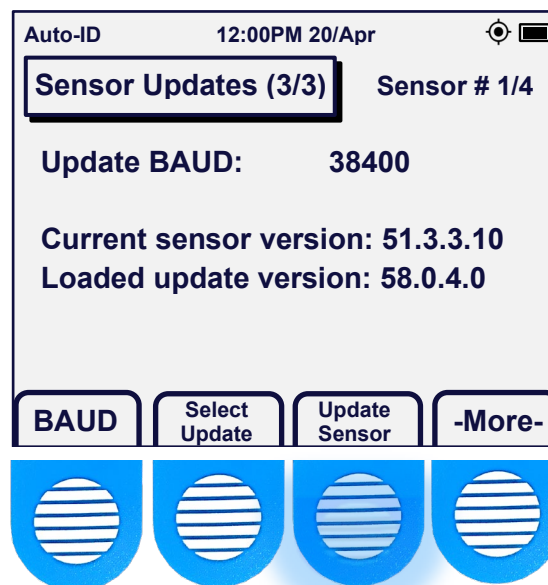 Auto-ID 12:00PM 20/Apr
Sensor Updates (3/3) Sensor # 1/4
Update BAUD: 38400
Current sensor version: 51.3.3.10
Loaded update version: 58.0.4.0
BAUD Select Update Update Sensor -More-